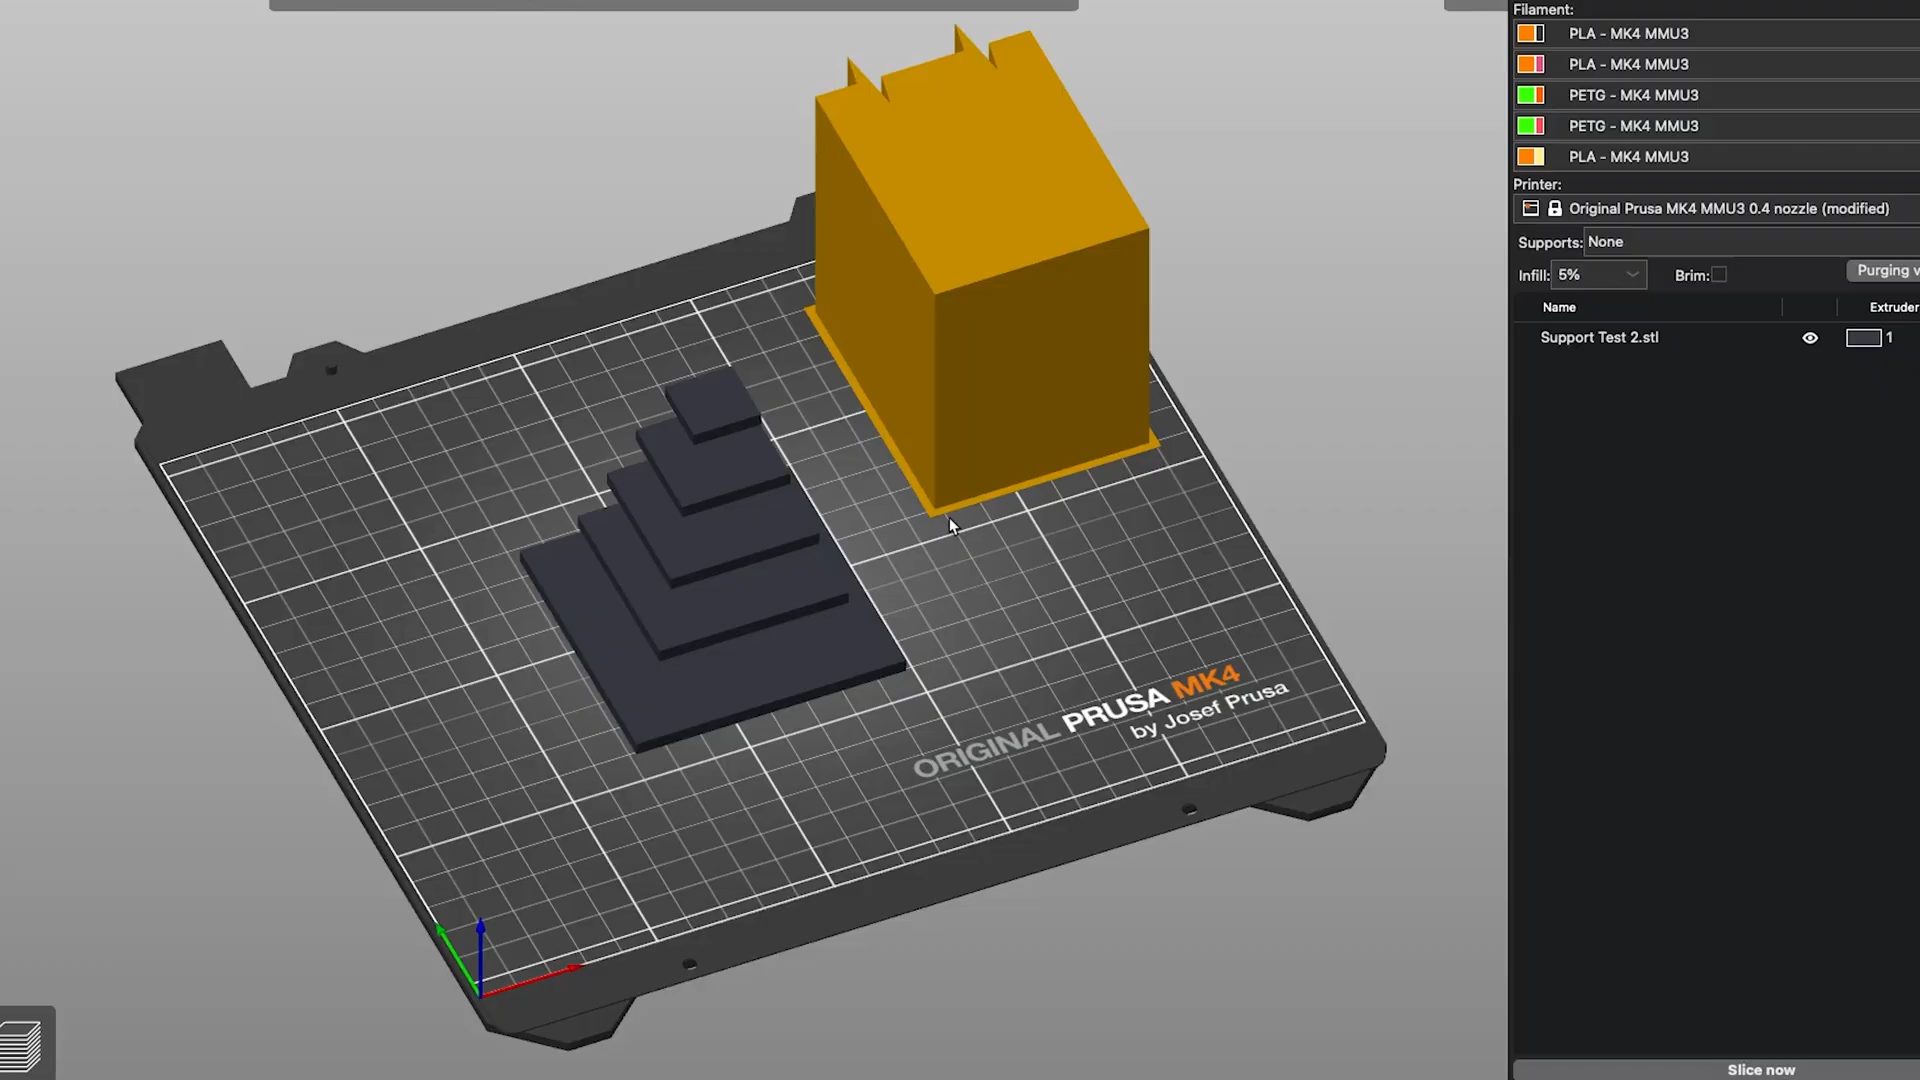 Filament:
PLA - MK4 MMU3
PLA - MK4 MMU3
PETG - MK4 MMU3
PETG - MK4 MMU3
PLA - MK4 MMU3
Printer:
Original Prusa MK4 MMU3 0.4 nozzle (modified)
Supports: None
Infill: 5% Brim: Purging v
Name Extruder
Support Test 2.stl 1
ORIGINAL PRUSA MK4
by Josef Prusa
Slice now